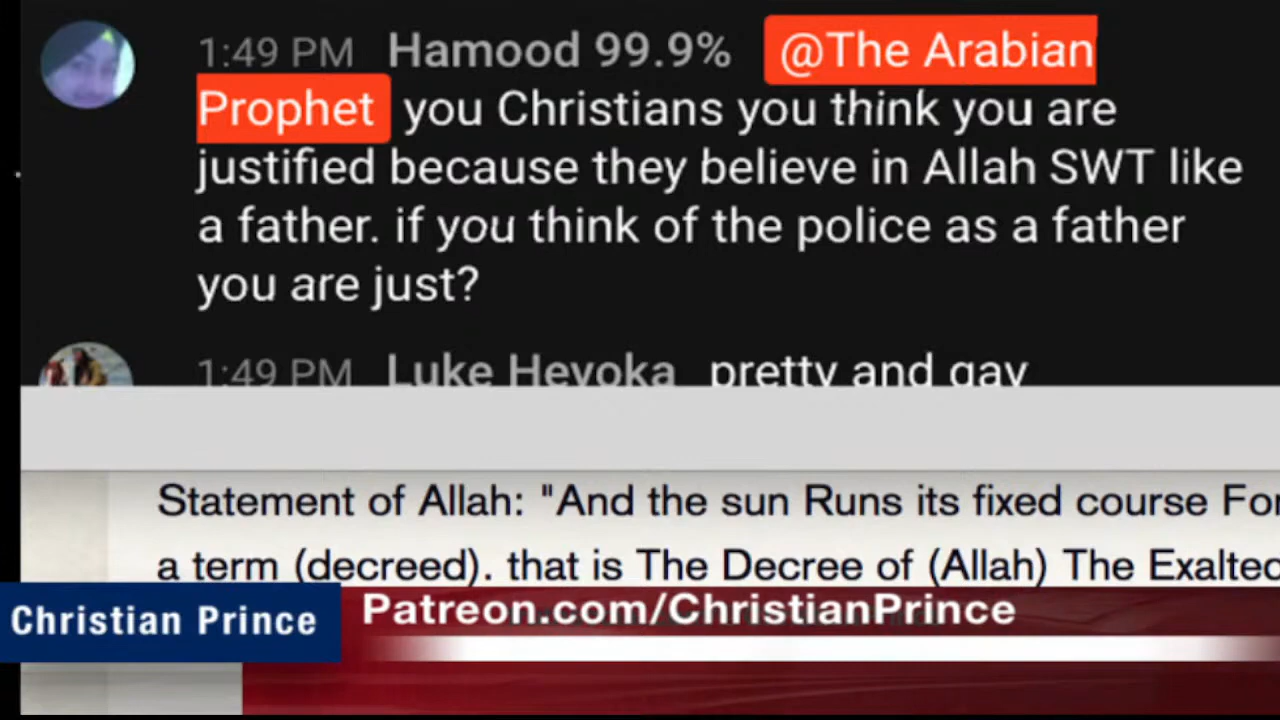 1:49 PM Hamood 99.9% @The Arabian
Prophet you Christians you think you are
justified because they believe in Allah SWT like
a father. if you think of the police as a father
you are just?
1:49 PM Luke Heyoka pretty and gay
Statement of Allah: "And the sun Runs its fixed course For
a term (decreed). that is The Decree of (Allah) The Exalted
Christian Prince
Patreon.com/ChristianPrince